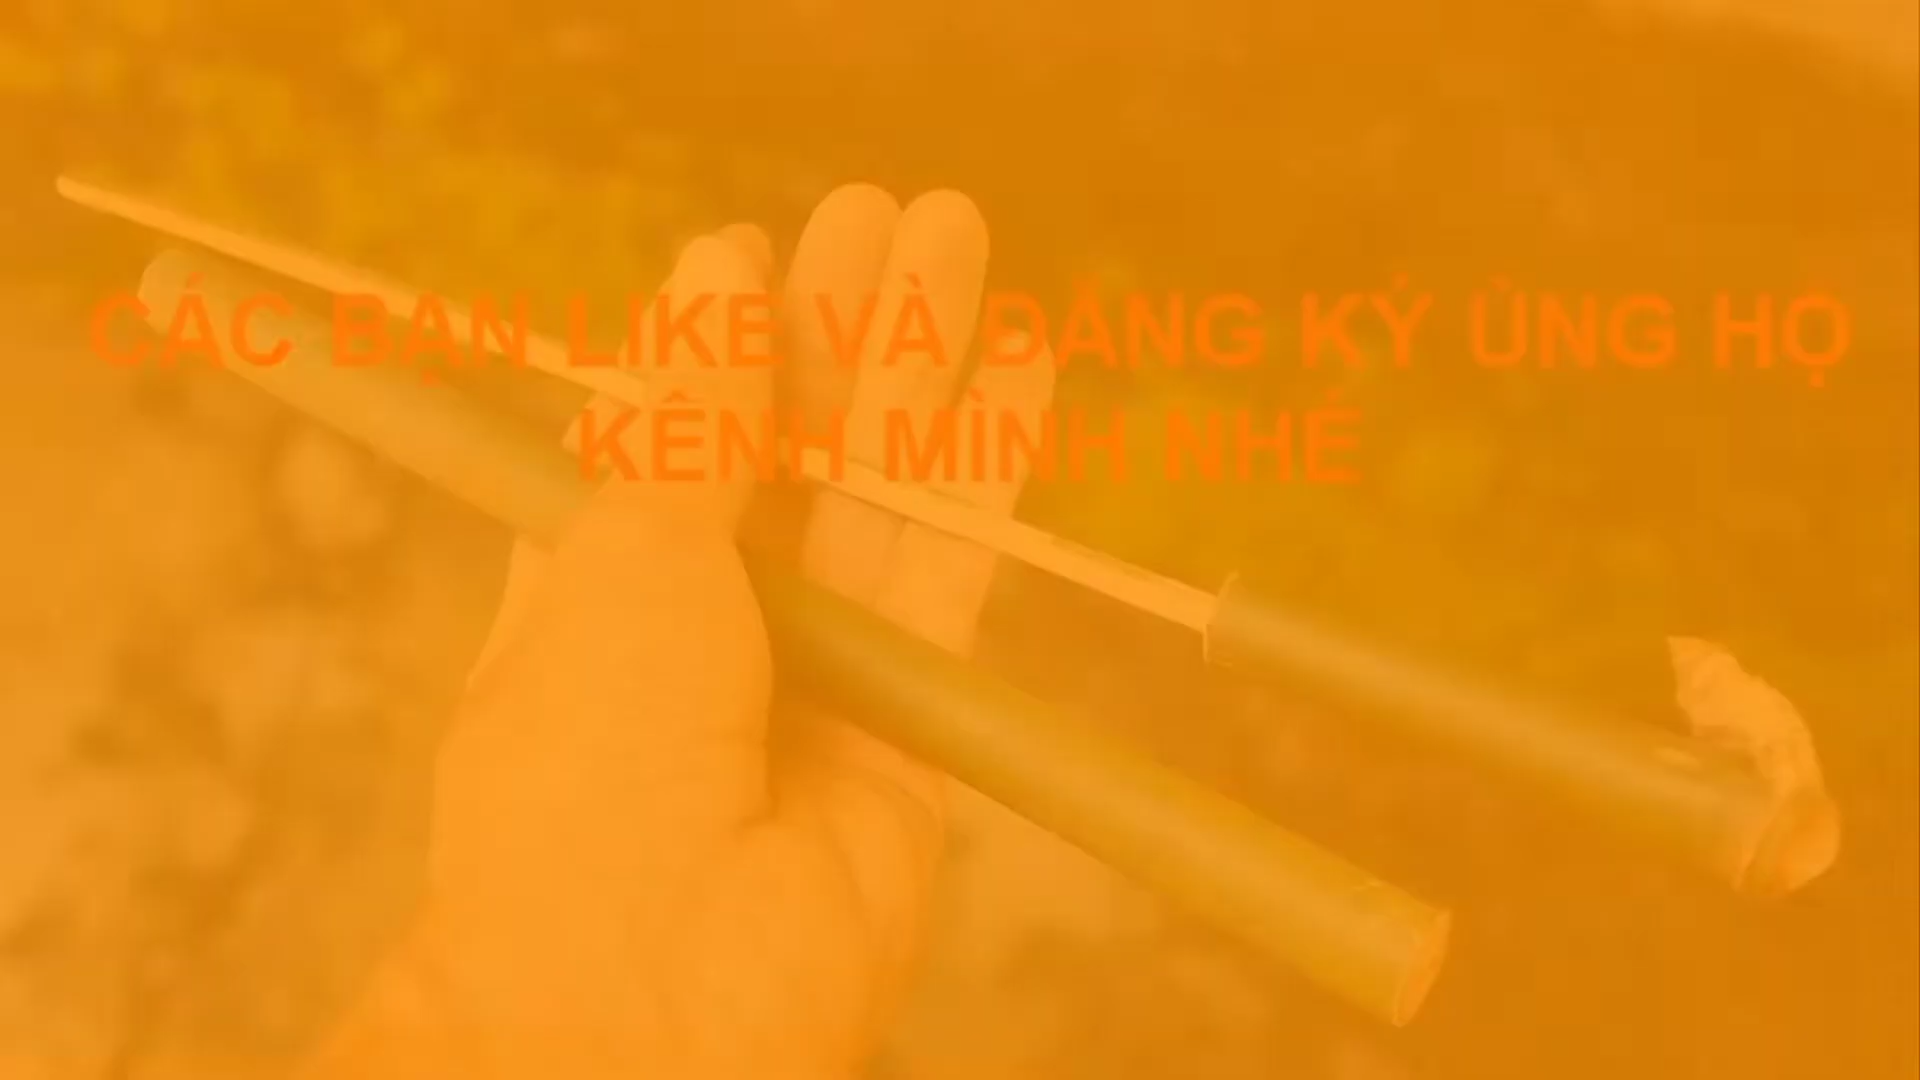 CÁC BẠN LIKE VÀ ĐĂNG KÝ ỦNG HỘ
KÊNH MÌNH NHÉ